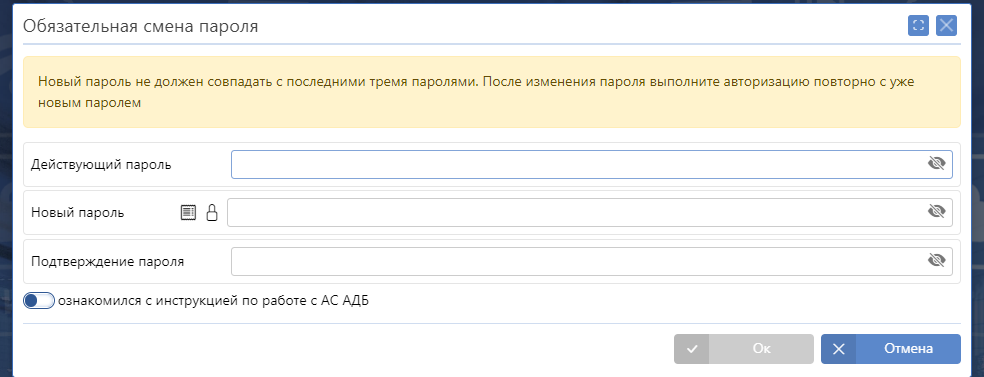 Обязательная смена пароля
Новый пароль не должен совпадать с последними тремя паролями. После изменения пароля выполните авторизацию повторно с уже
новым паролем
Действующий пароль
Новый пароль
Подтверждение пароля
ознакомился с инструкцией по работе с АС АДБ
Ок
Отмена